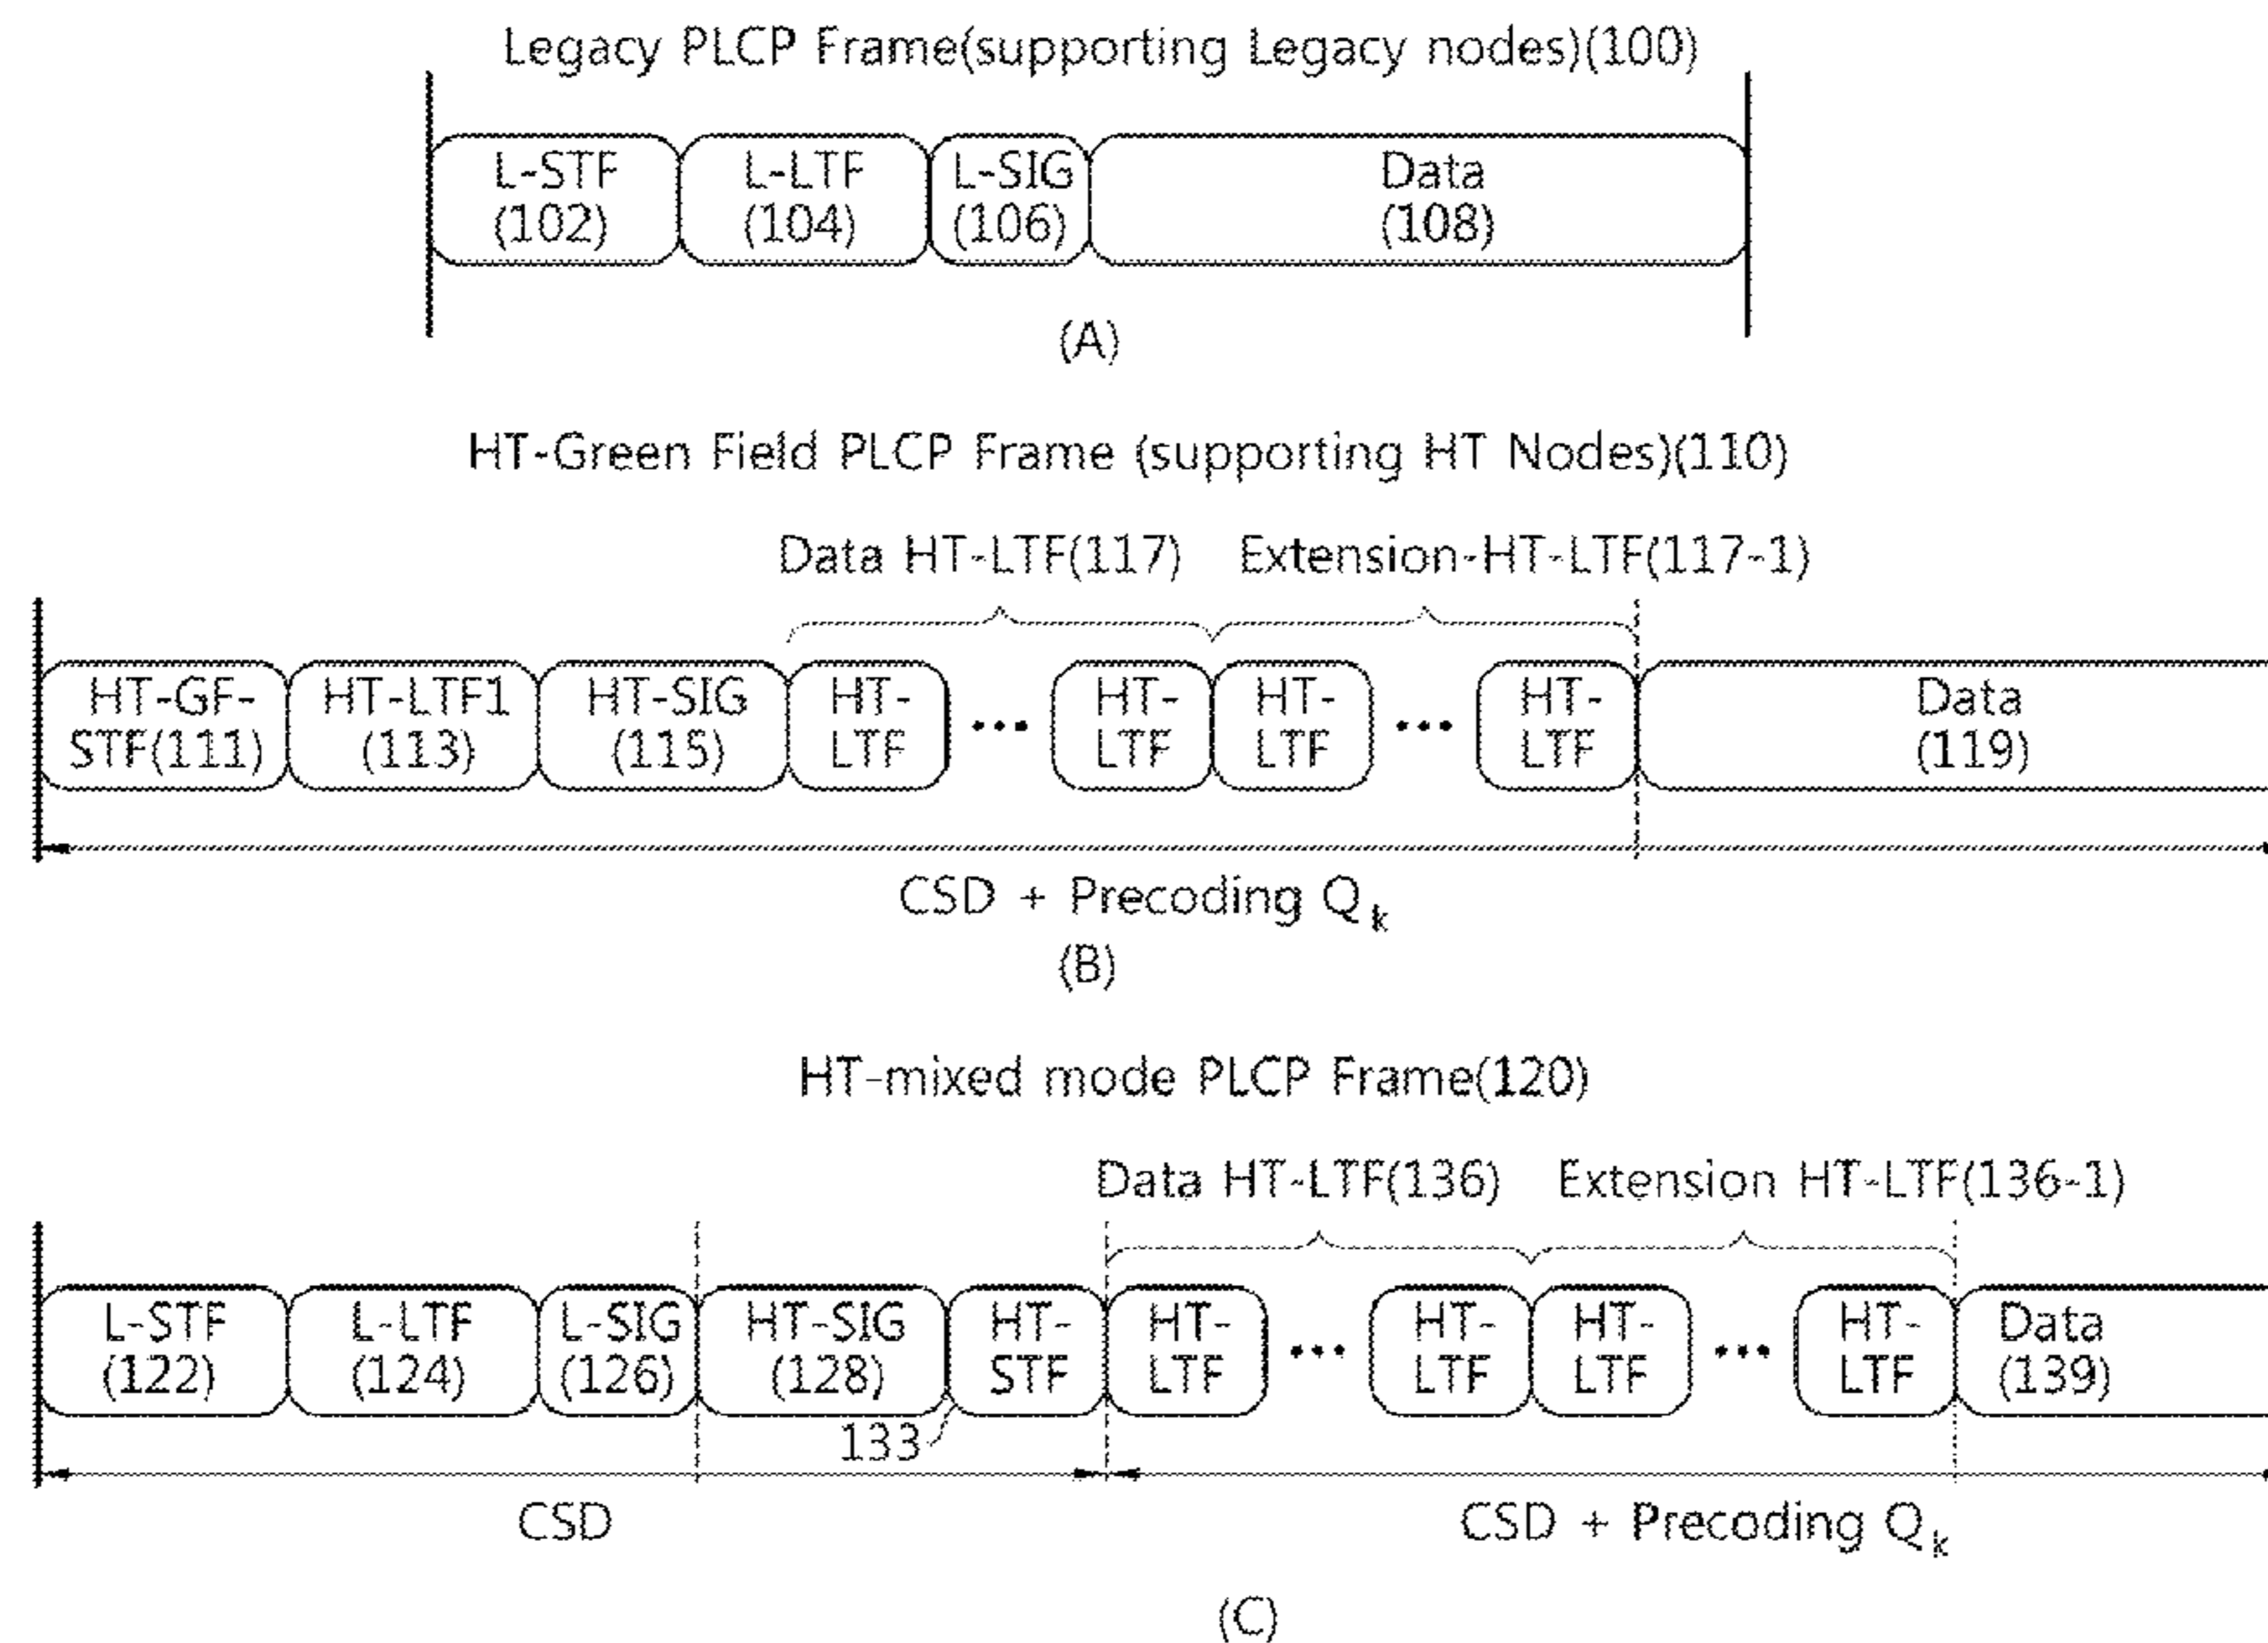 Legacy PLCP Frame(supporting Legacy nodes)(100)
L-STF L-LTF L-SIG Data
(102) (104) (106) (108)
(A)
HT-Green Field PLCP Frame (supporting HT Nodes)(110)
Data HT-LTF(117) Extension-HT-LTF(117-1)
HT-GF- HT-LTF1 HT-SIG HT- HT- HT- HT- Data
STF(111) (113) (115) LTF ••• LTF LTF ••• LTF (119)
CSD + Precoding Qk
(B)
HT-mixed mode PLCP Frame(120)
Data HT-LTF(136) Extension HT-LTF(136-1)
L-STF L-LTF L-SIG HT-SIG HT- HT- HT- HT- HT- Data
(122) (124) (126) (128) STF LTF ••• LTF LTF ••• LTF (139)
133
CSD CSD + Precoding Qk
(C)